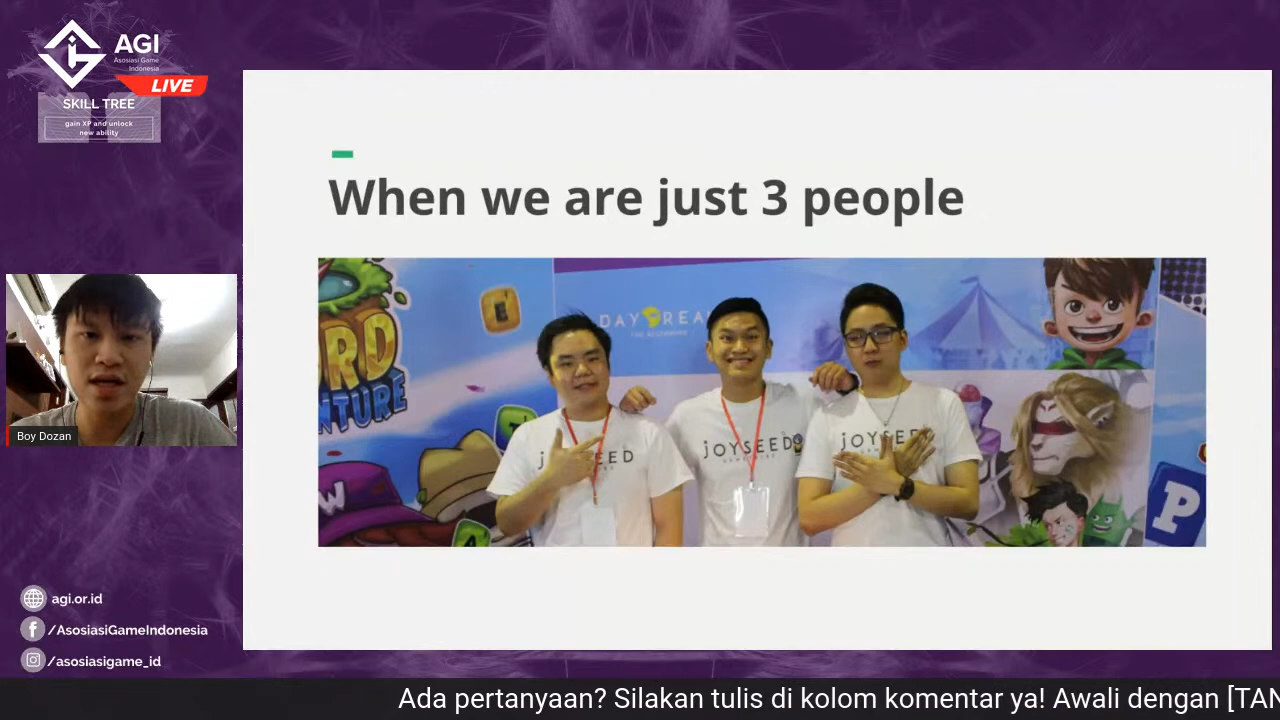 AGI
Asosiasi Game
Indonesia
LIVE
SKILL TREE
gain XP and unlock
new ability
When we are just 3 people
DAY
E
JOYSEED
W
A
P
Boy Dozan
agi.or.id
/AsosiasiGameIndonesia
/asosiasigame_id
Ada pertanyaan? Silakan tulis di kolom komentar ya! Awali dengan [TAN